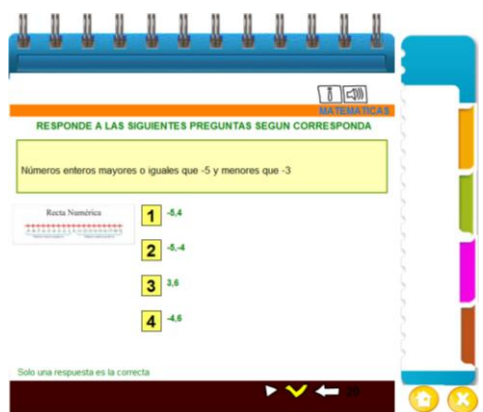 MATEMATICAS
RESPONDE A LAS SIGUIENTES PREGUNTAS SEGUN CORRESPONDA
Números enteros mayores o iguales que -5 y menores que -3
Recta Numérica
1 -5,4
2 -5,-4
3 3,6
4 -4,6
Solo una respuesta es la correcta